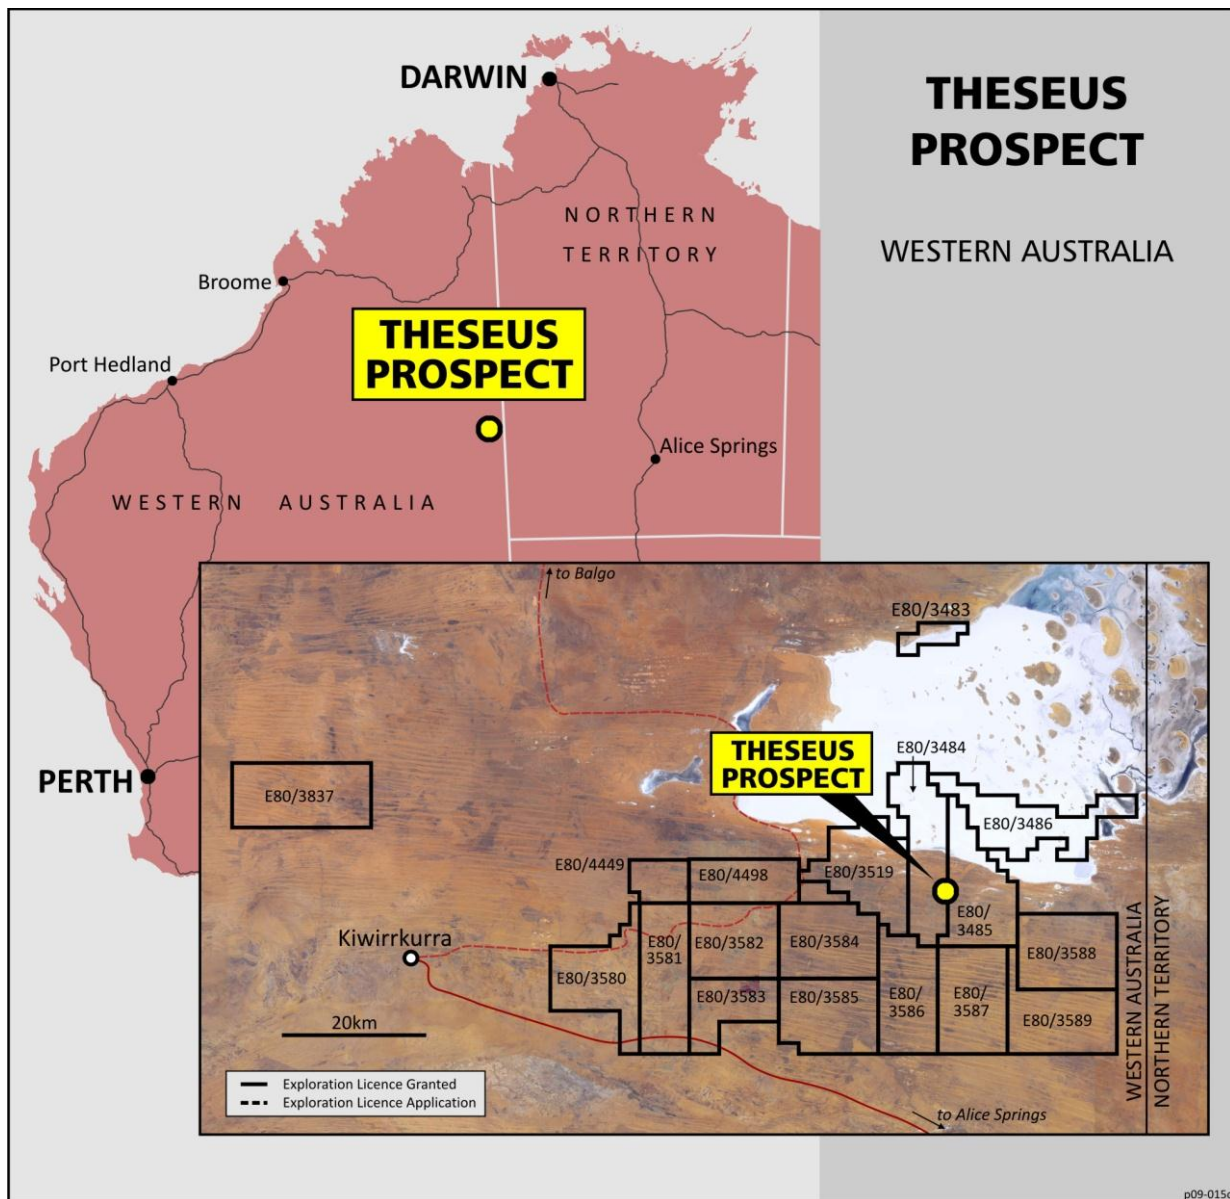 THESEUS
PROSPECT
WESTERN AUSTRALIA
DARWIN
NORTHERN
TERRITORY
Broome
THESEUS
PROSPECT
Port Hedland
Alice Springs
WESTERN AUSTRALIA
PERTH
to Balgo
E80/3483
THESEUS
PROSPECT
E80/3484
E80/3837
E80/3486
E80/4449
E80/4498
E80/3519
E80/
3485
Kiwirrkurra
E80/
3581
E80/3582
E80/3584
E80/3588
E80/3580
E80/3583
E80/3585
E80/
3586
E80/
3587
E80/3589
WESTERN AUSTRALIA
NORTHERN TERRITORY
20km
Exploration Licence Granted
Exploration Licence Application
to Alice Springs